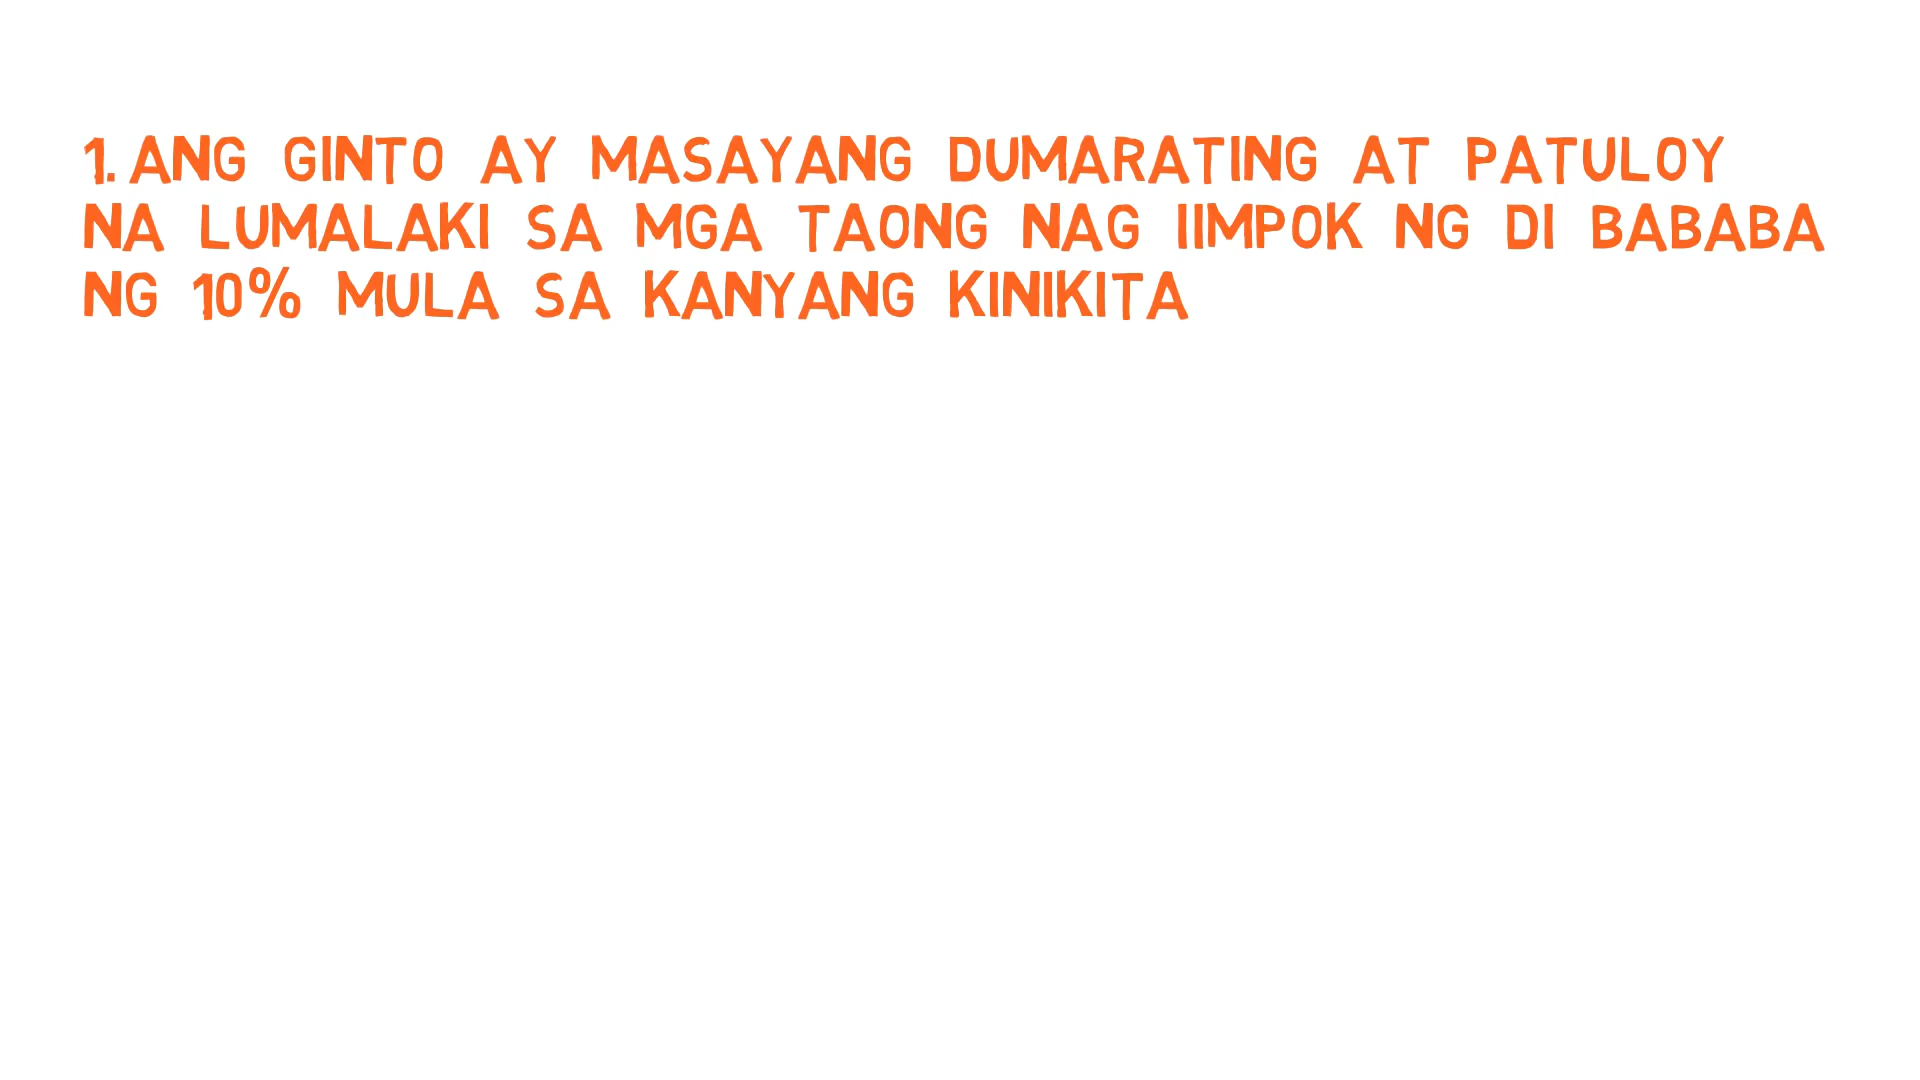 1. ANG GINTO AY MASAYANG DUMARATING AT PATULOY
NA LUMALAKI SA MGA TAONG NAG IIMPOK NG DI BABABA
NG 10% MULA SA KANYANG KINIKITA